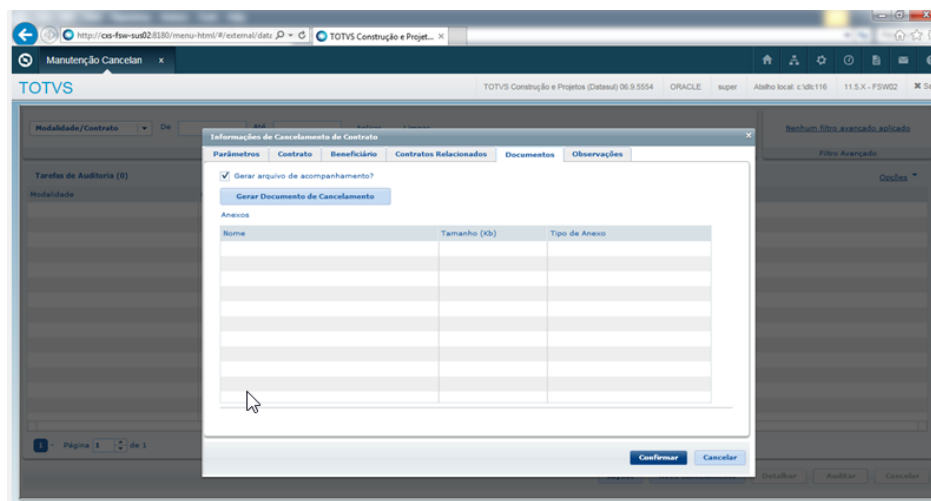 http://cxs-fsw-sus02:8180/menu-html/#/external/data
TOTVS Construção e Projet... ×
Manutenção Cancelan x
TOTVS
TOTVS Construção e Projetos (Datasul) 06.9.5554 ORACLE super Atalho local: c:\dlc116 11.5.X - FSW02
Modalidade/Contrato De Até
Nenhum filtro avançado aplicado
Filtro Avançado
Informações de Cancelamento de Contrato
Parâmetros Contrato Beneficiário Contratos Relacionados Documentos Observações
Tarefas de Auditoria (0)
Opções
Modalidade
Gerar arquivo de acompanhamento?
Gerar Documento de Cancelamento
Anexos
Nome Tamanho (Kb) Tipo de Anexo
1 - Página 1 de 1
Confirmar Cancelar
Detalhar Auditar Cancelar